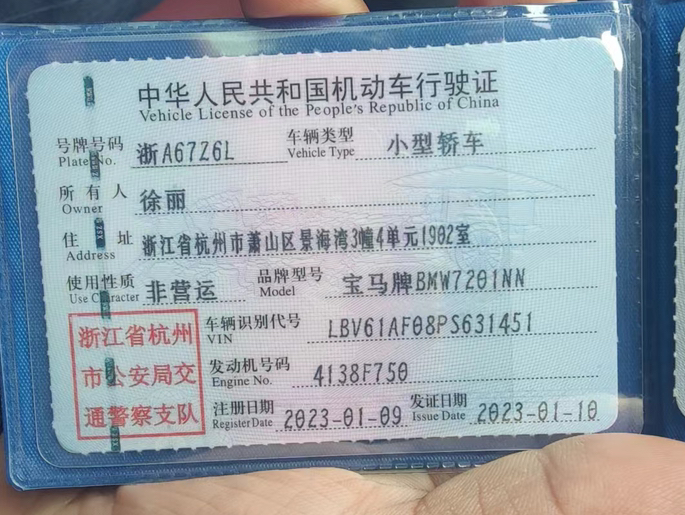 中华人民共和国机动车行驶证
Vehicle License of the People's Republic of China
号牌号码 浙A67Z6L 车辆类型 小型轿车
Plate No. Vehicle Type
所有人 徐丽
Owner
住址 浙江省杭州市萧山区景海湾3幢4单元1902室
Address
使用性质 非营运 品牌型号 宝马牌BMW7201NN
Use Character Model
浙江省杭州
市公安局交
通警察支队
车辆识别代号 LBV61AF08PS631451
VIN
发动机号码 4138F750
Engine No.
注册日期 2023-01-09 发证日期 2023-01-10
Register Date Issue Date